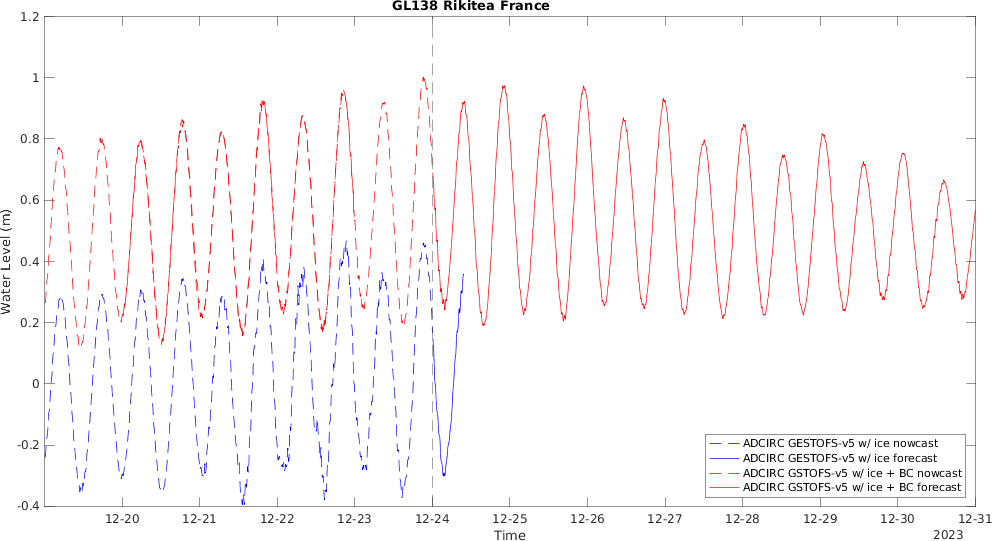 GL138 Rikitea France
1.2
1
0.8
0.6
0.4
0.2
0
-0.2
-0.4
Water Level (m)
ADCIRC GESTOFS-v5 w/ ice nowcast
ADCIRC GESTOFS-v5 w/ ice forecast
ADCIRC GSTOFS-v5 w/ ice + BC nowcast
ADCIRC GSTOFS-v5 w/ ice + BC forecast
12-20 12-21 12-22 12-23 12-24 12-25 12-26 12-27 12-28 12-29 12-30 12-31
Time
2023